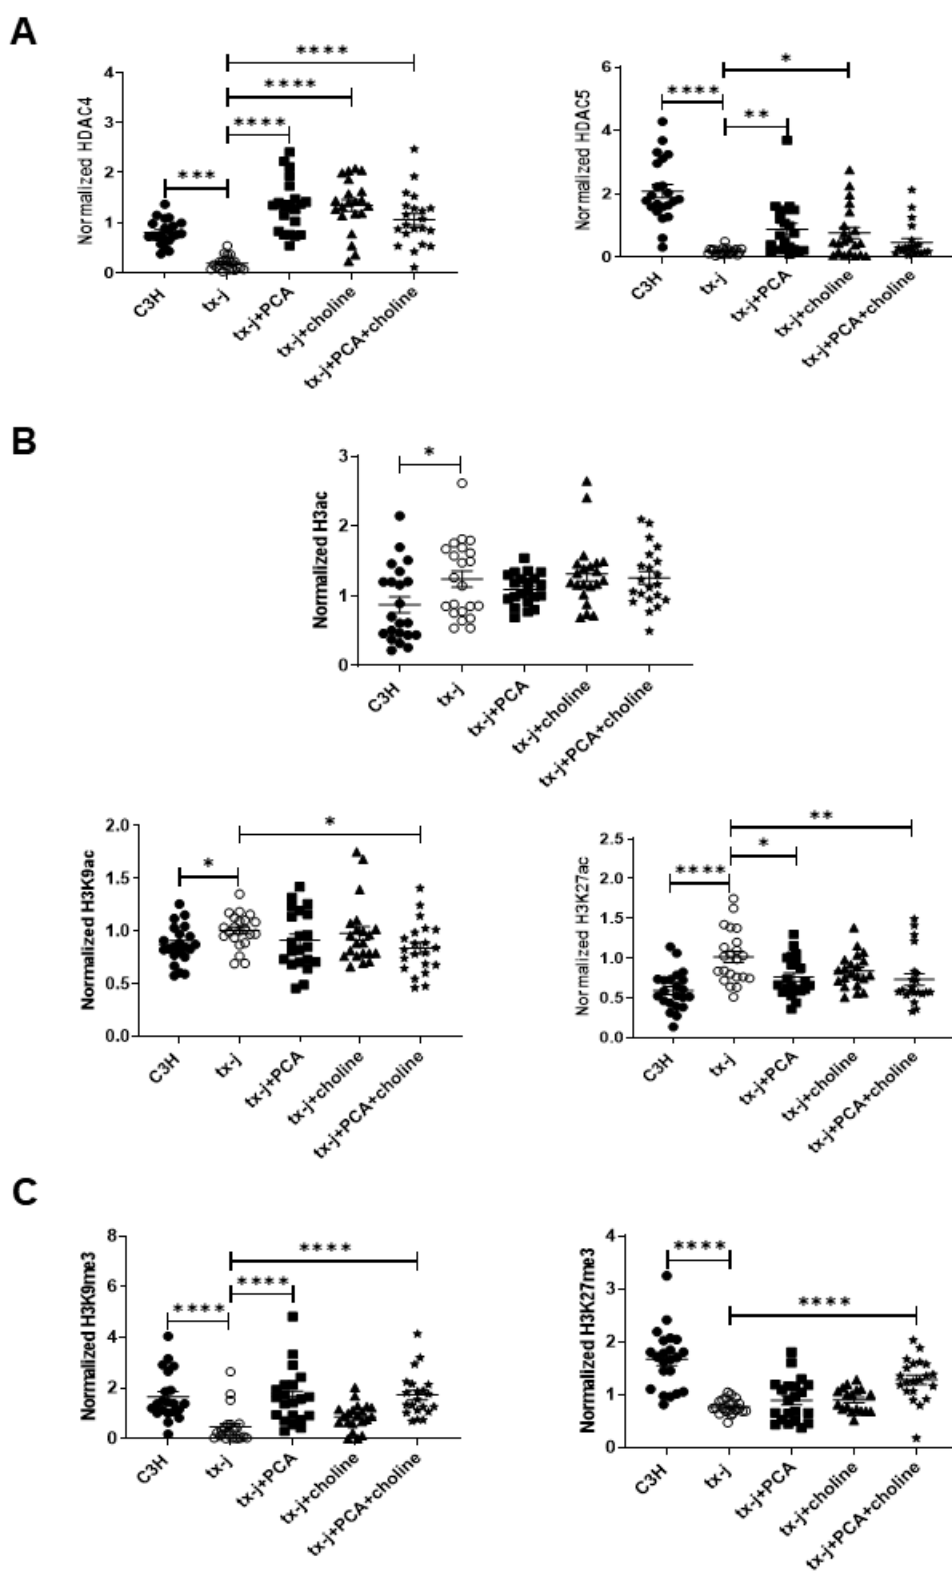 A
Normalized HDAC4
4
3
2
1
0
***
****
****
****
C3H
tx-j
tx-j+PCA
tx-j+choline
tx-j+PCA+choline
Normalized HDAC5
6
4
2
0
****
**
*
C3H
tx-j
tx-j+PCA
tx-j+choline
tx-j+PCA+choline
B
Normalized H3ac
3
2
1
0
*
C3H
tx-j
tx-j+PCA
tx-j+choline
tx-j+PCA+choline
Normalized H3K9ac
2.0
1.5
1.0
0.5
0.0
*
*
C3H
tx-j
tx-j+PCA
tx-j+choline
tx-j+PCA+choline
Normalized H3K27ac
2.5
2.0
1.5
1.0
0.5
0.0
****
*
**
C3H
tx-j
tx-j+PCA
tx-j+choline
tx-j+PCA+choline
C
Normalized H3K9me3
8
6
4
2
0
****
****
****
C3H
tx-j
tx-j+PCA
tx-j+choline
tx-j+PCA+choline
Normalized H3K27me3
4
3
2
1
0
****
****
C3H
tx-j
tx-j+PCA
tx-j+choline
tx-j+PCA+choline